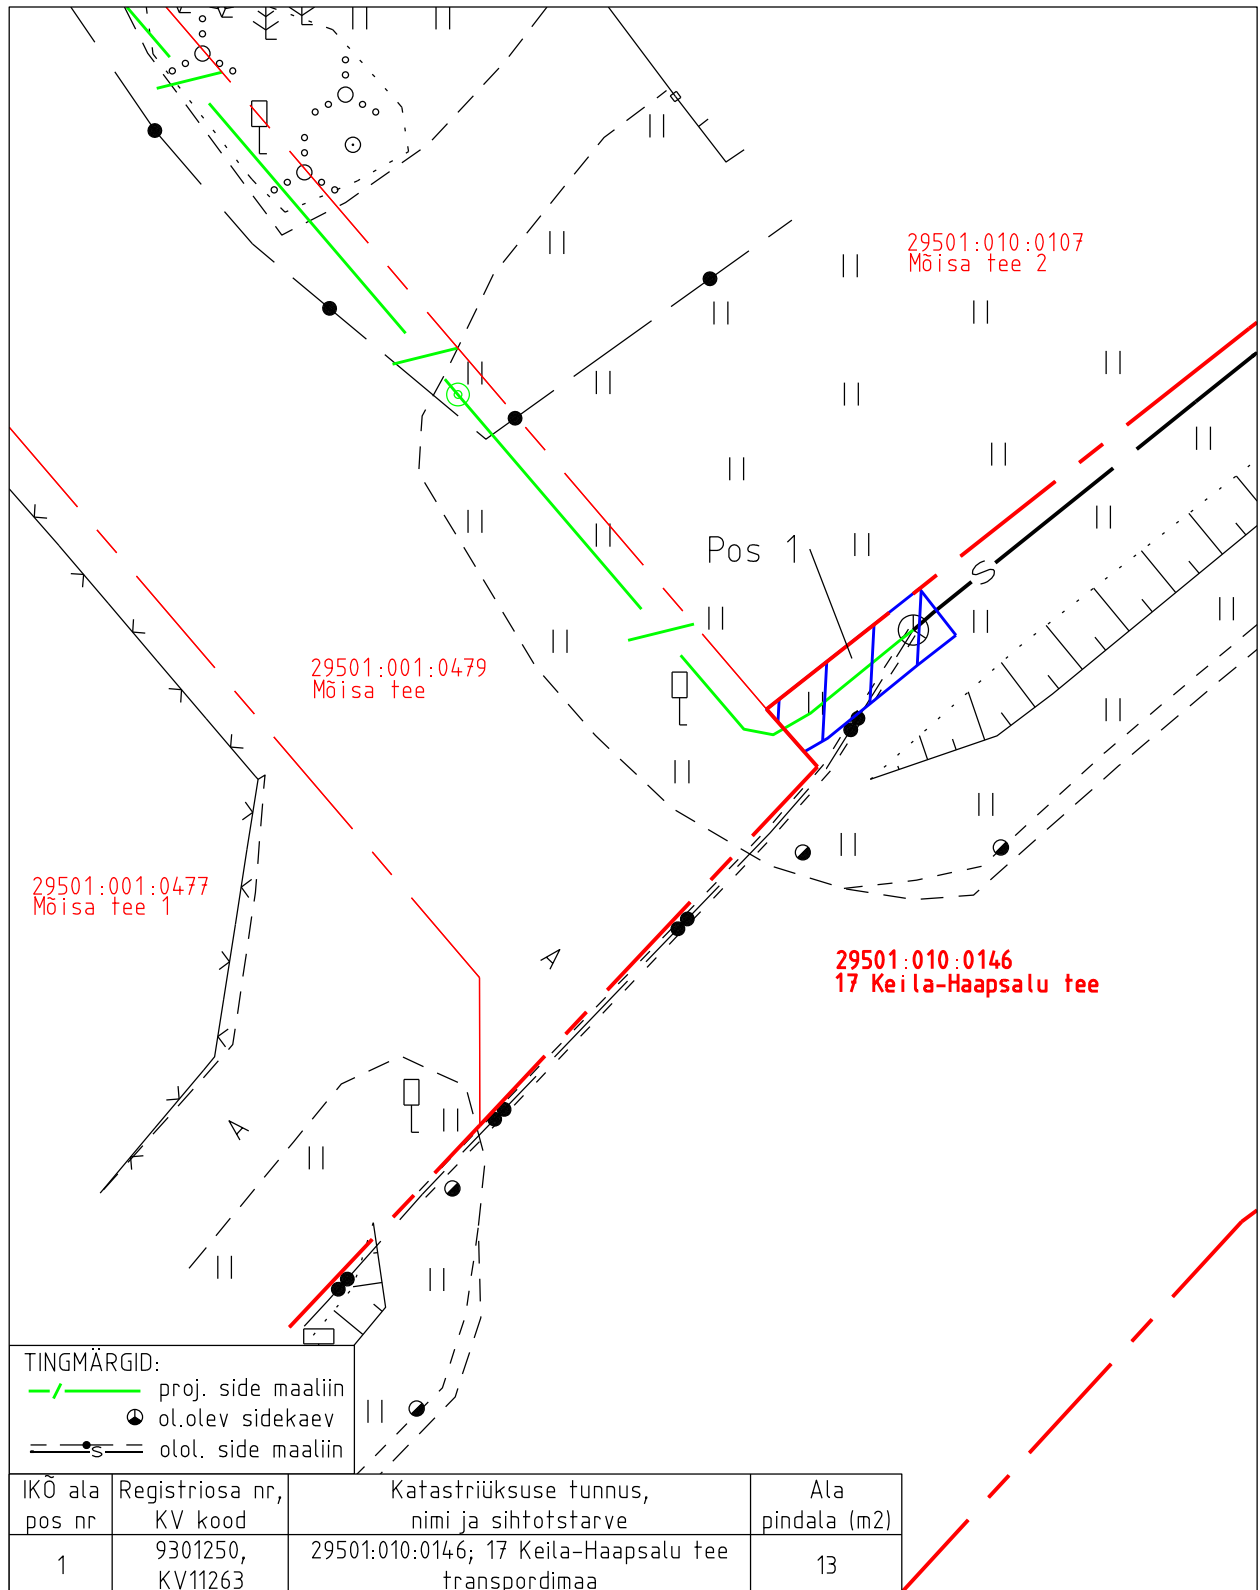 29501:010:0107
Mõisa tee 2
Pos 1
S
29501:001:0479
Mõisa tee
29501:001:0477
Mõisa tee 1
29501:010:0146
17 Keila-Haapsalu tee
TINGMÄRGID:
proj. side maaliin
ol.olev sidekaev
S
olol. side maaliin
IKÕ ala
pos nr
Registriosa nr,
KV kood
Katastriüksuse tunnus,
nimi ja sihtotstarve
Ala
pindala (m2)
1
9301250,
KV11263
29501:010:0146; 17 Keila-Haapsalu tee
transpordimaa
13